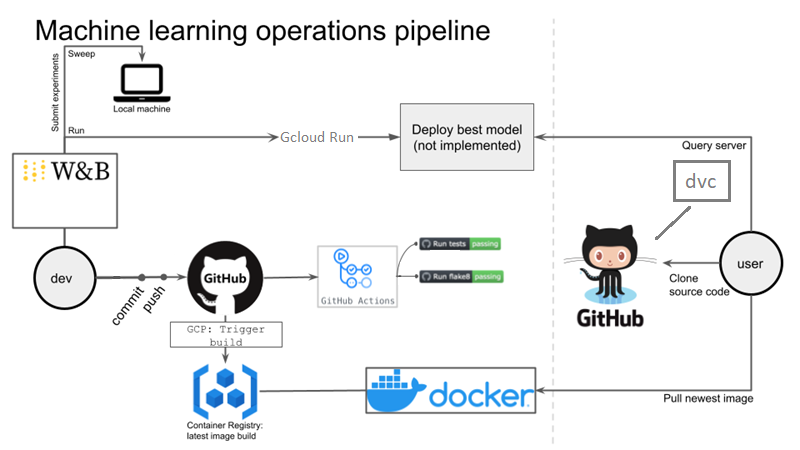 Machine learning operations pipeline
Sweep
Submit experiments
Local machine
Run
Gcloud Run
Deploy best model
(not implemented)
Query server
W&B
dvc
dev
commit
push
GitHub
GitHub Actions
Run tests passing
Run flake8 passing
GitHub
Clone
source code
user
GCP: Trigger
build
Container Registry:
latest image build
docker
Pull newest image